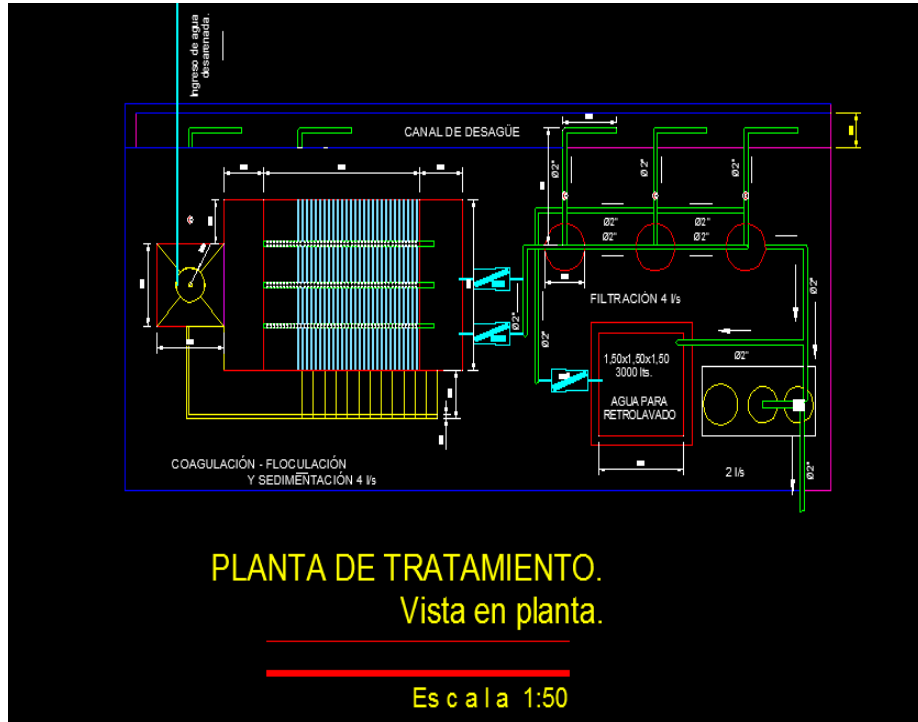 Ingreso de agua
desarenada.
CANAL DE DESAGÜE
Ø2"
Ø2"
Ø2"
Ø2"
Ø2"
Ø2"
Ø2"
Ø2"
Ø2"
Ø2"
FILTRACIÓN 4 l/s
Ø2"
1,50x1,50x1,50
3000 lts.
AGUA PARA
RETROLAVADO
COAGULACIÓN - FLOCULACIÓN
Y SEDIMENTACIÓN 4 l/s
2 l/s
Ø2"
PLANTA DE TRATAMIENTO.
Vista en planta.
Escala 1:50